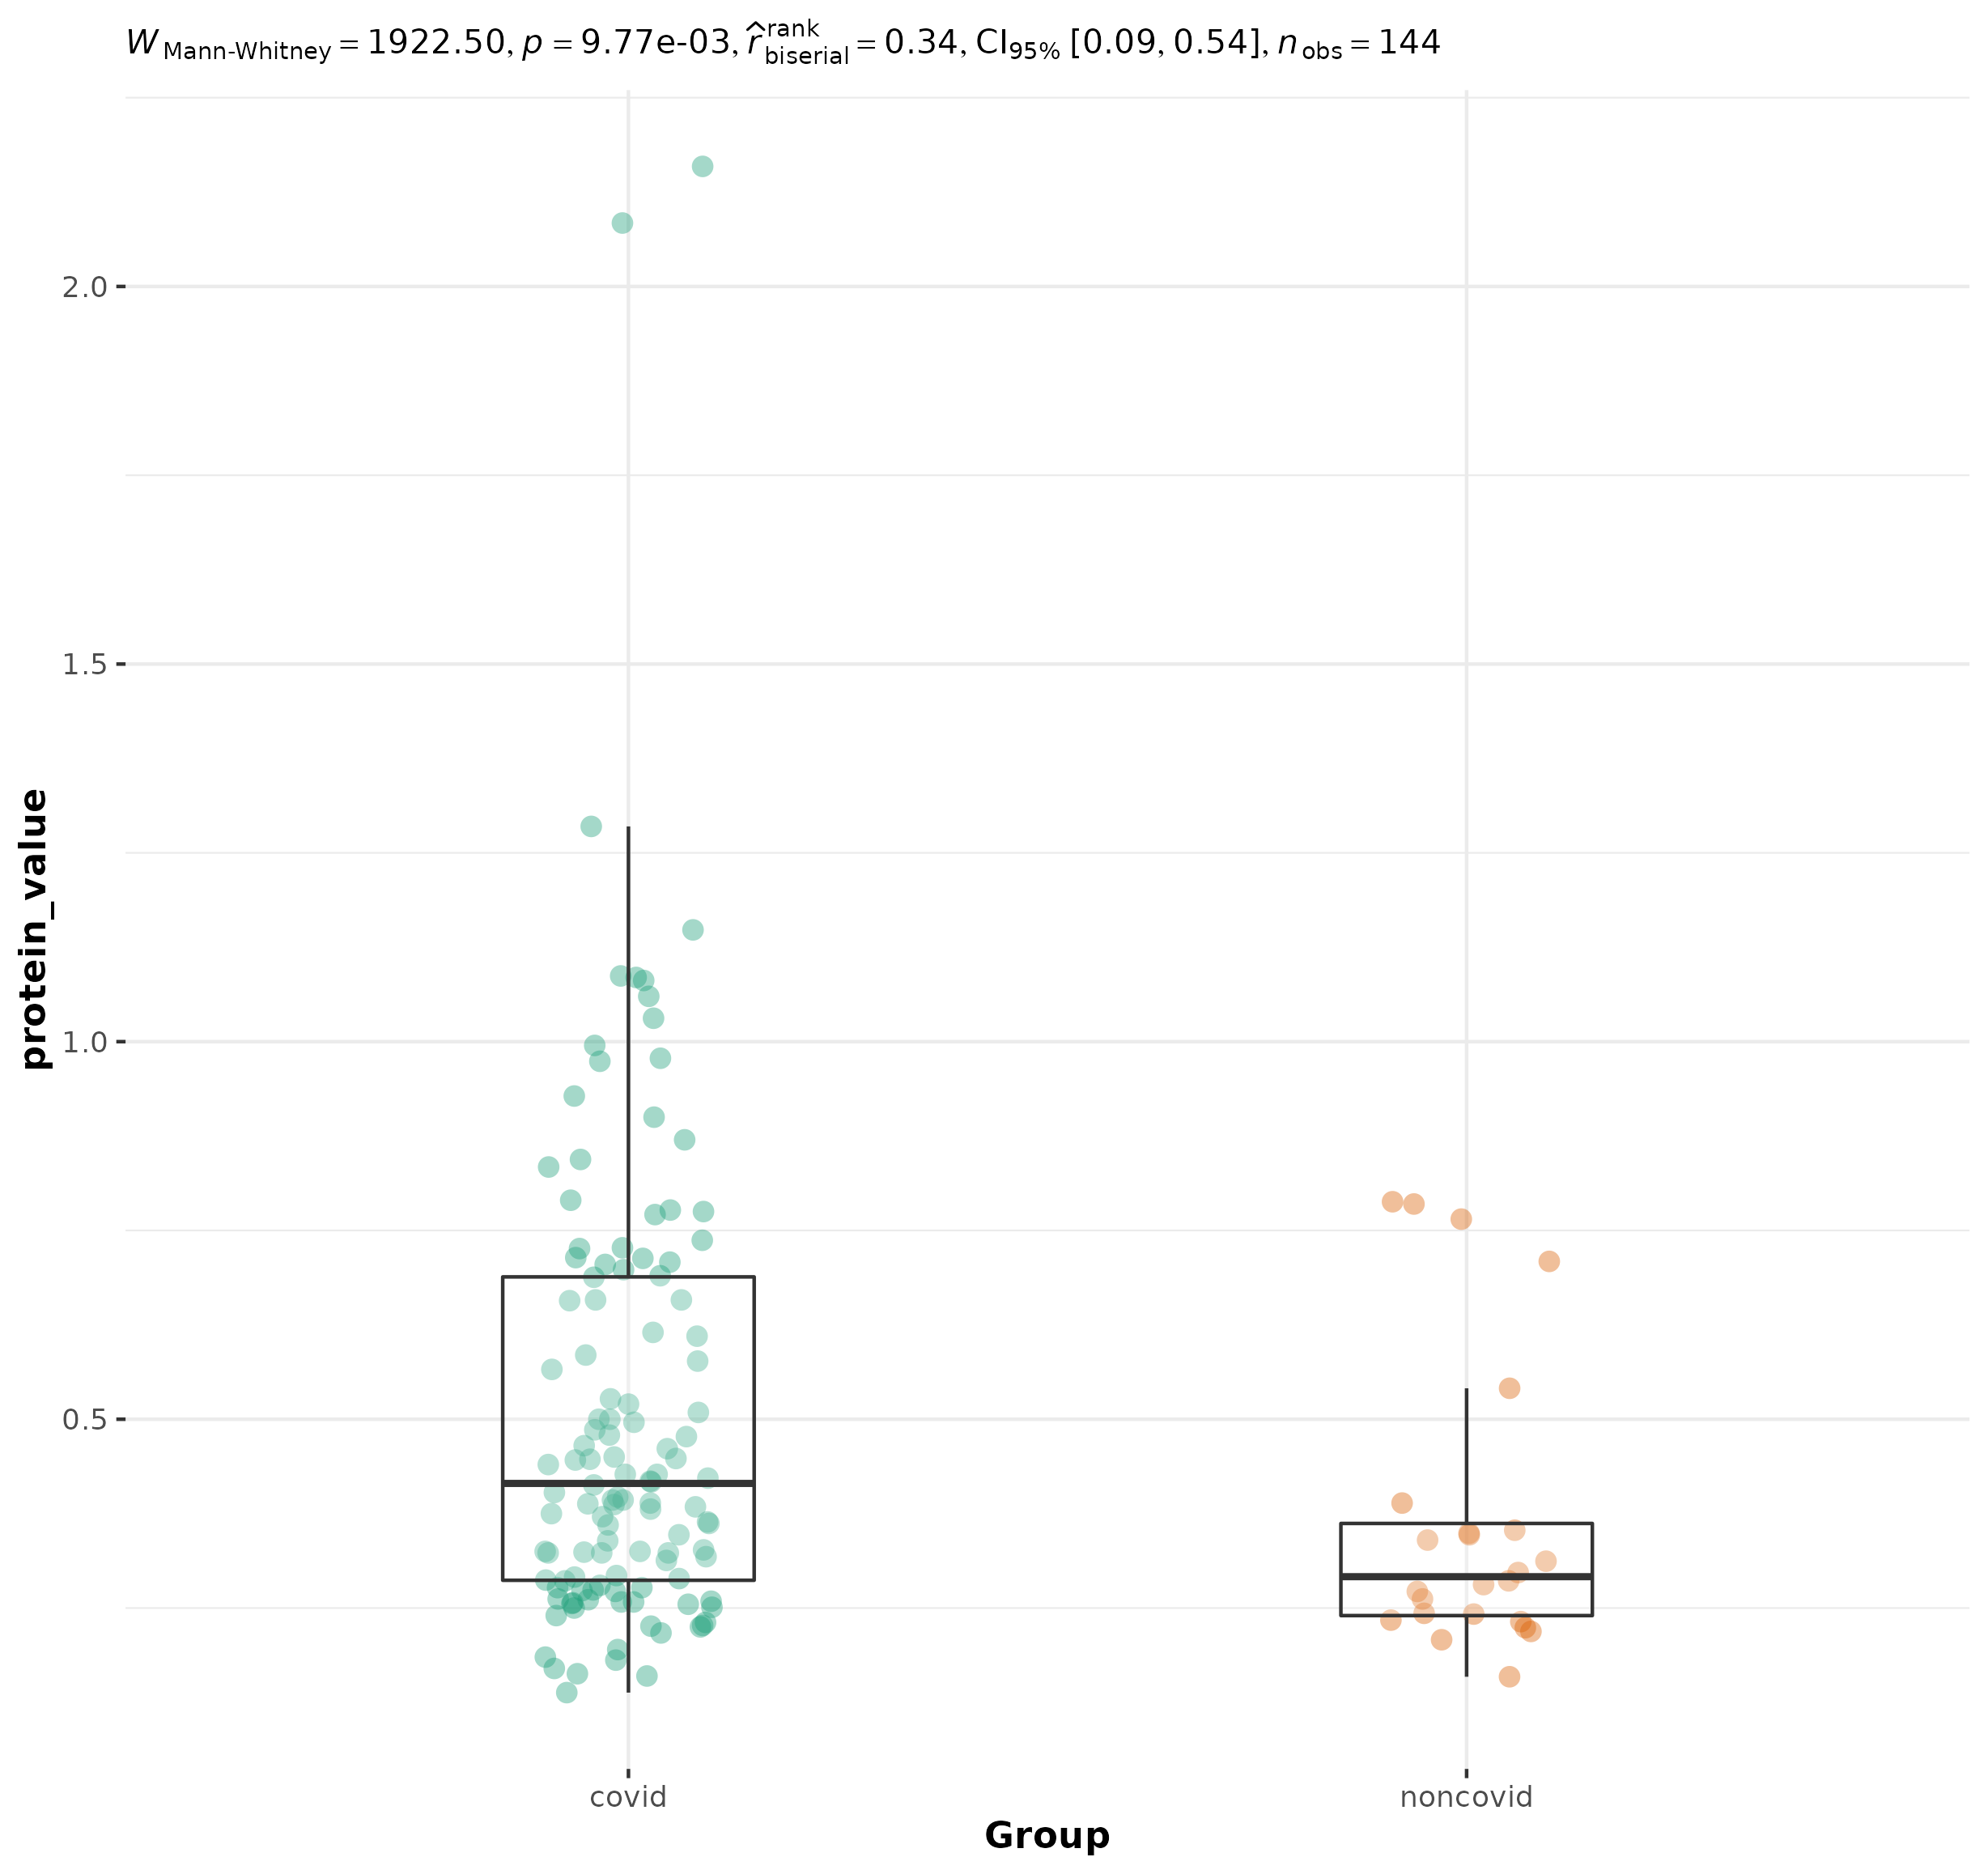 W Mann-Whitney = 1922.50, p = 9.77e-03, r̂ rank biserial = 0.34, CI95% [0.09, 0.54], nobs = 144
2.0
1.5
1.0
0.5
protein_value
covid noncovid
Group